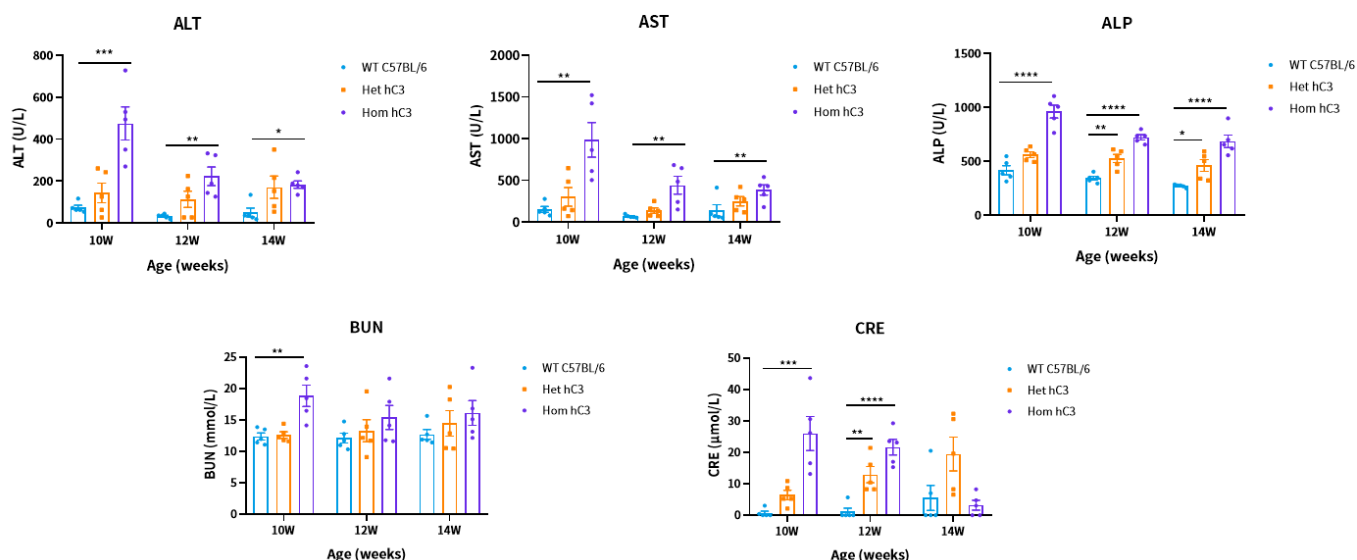 ALT
ALT (U/L)
800
600
400
200
0
***
**
*
10W
12W
14W
Age (weeks)
WT C57BL/6
Het hC3
Hom hC3
AST
AST (U/L)
2000
1500
1000
500
0
**
**
**
10W
12W
14W
Age (weeks)
WT C57BL/6
Het hC3
Hom hC3
ALP
ALP (U/L)
1500
1000
500
0
****
****
**
****
*
10W
12W
14W
Age (weeks)
WT C57BL/6
Het hC3
Hom hC3
BUN
BUN (mmol/L)
25
20
15
10
5
0
**
10W
12W
14W
Age (weeks)
WT C57BL/6
Het hC3
Hom hC3
CRE
CRE (μmol/L)
50
40
30
20
10
0
***
****
**
10W
12W
14W
Age (weeks)
WT C57BL/6
Het hC3
Hom hC3